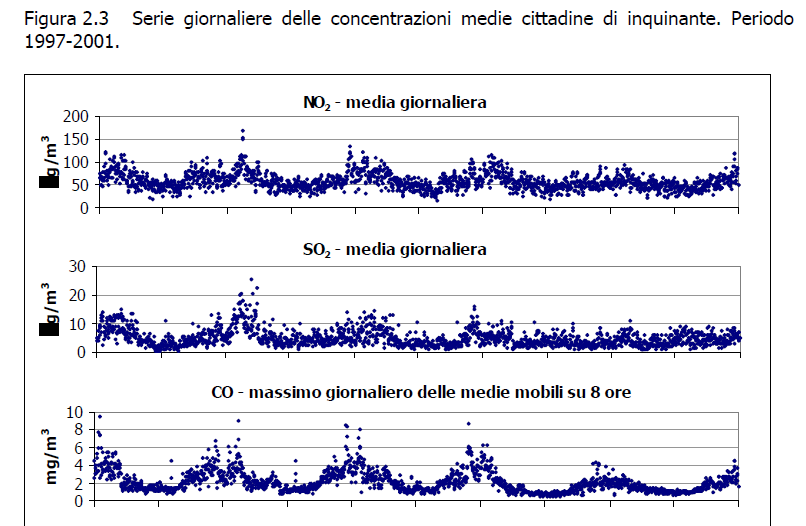 Figura 2.3 Serie giornaliere delle concentrazioni medie cittadine di inquinante. Periodo
1997-2001.
NO₂ - media giornaliera
200
150
100
50
0
g/m³
SO₂ - media giornaliera
30
20
10
0
g/m³
CO - massimo giornaliero delle medie mobili su 8 ore
10
8
6
4
2
0
mg/m³